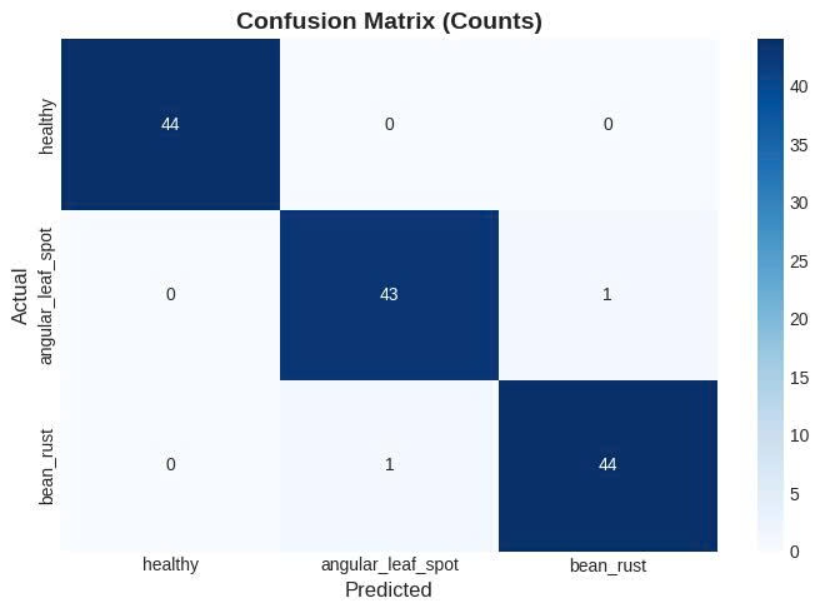 Confusion Matrix (Counts)
healthy
44
0
0
40
35
30
25
20
15
10
5
0
Actual
angular_leaf_spot
0
43
1
bean_rust
0
1
44
healthy
angular_leaf_spot
bean_rust
Predicted